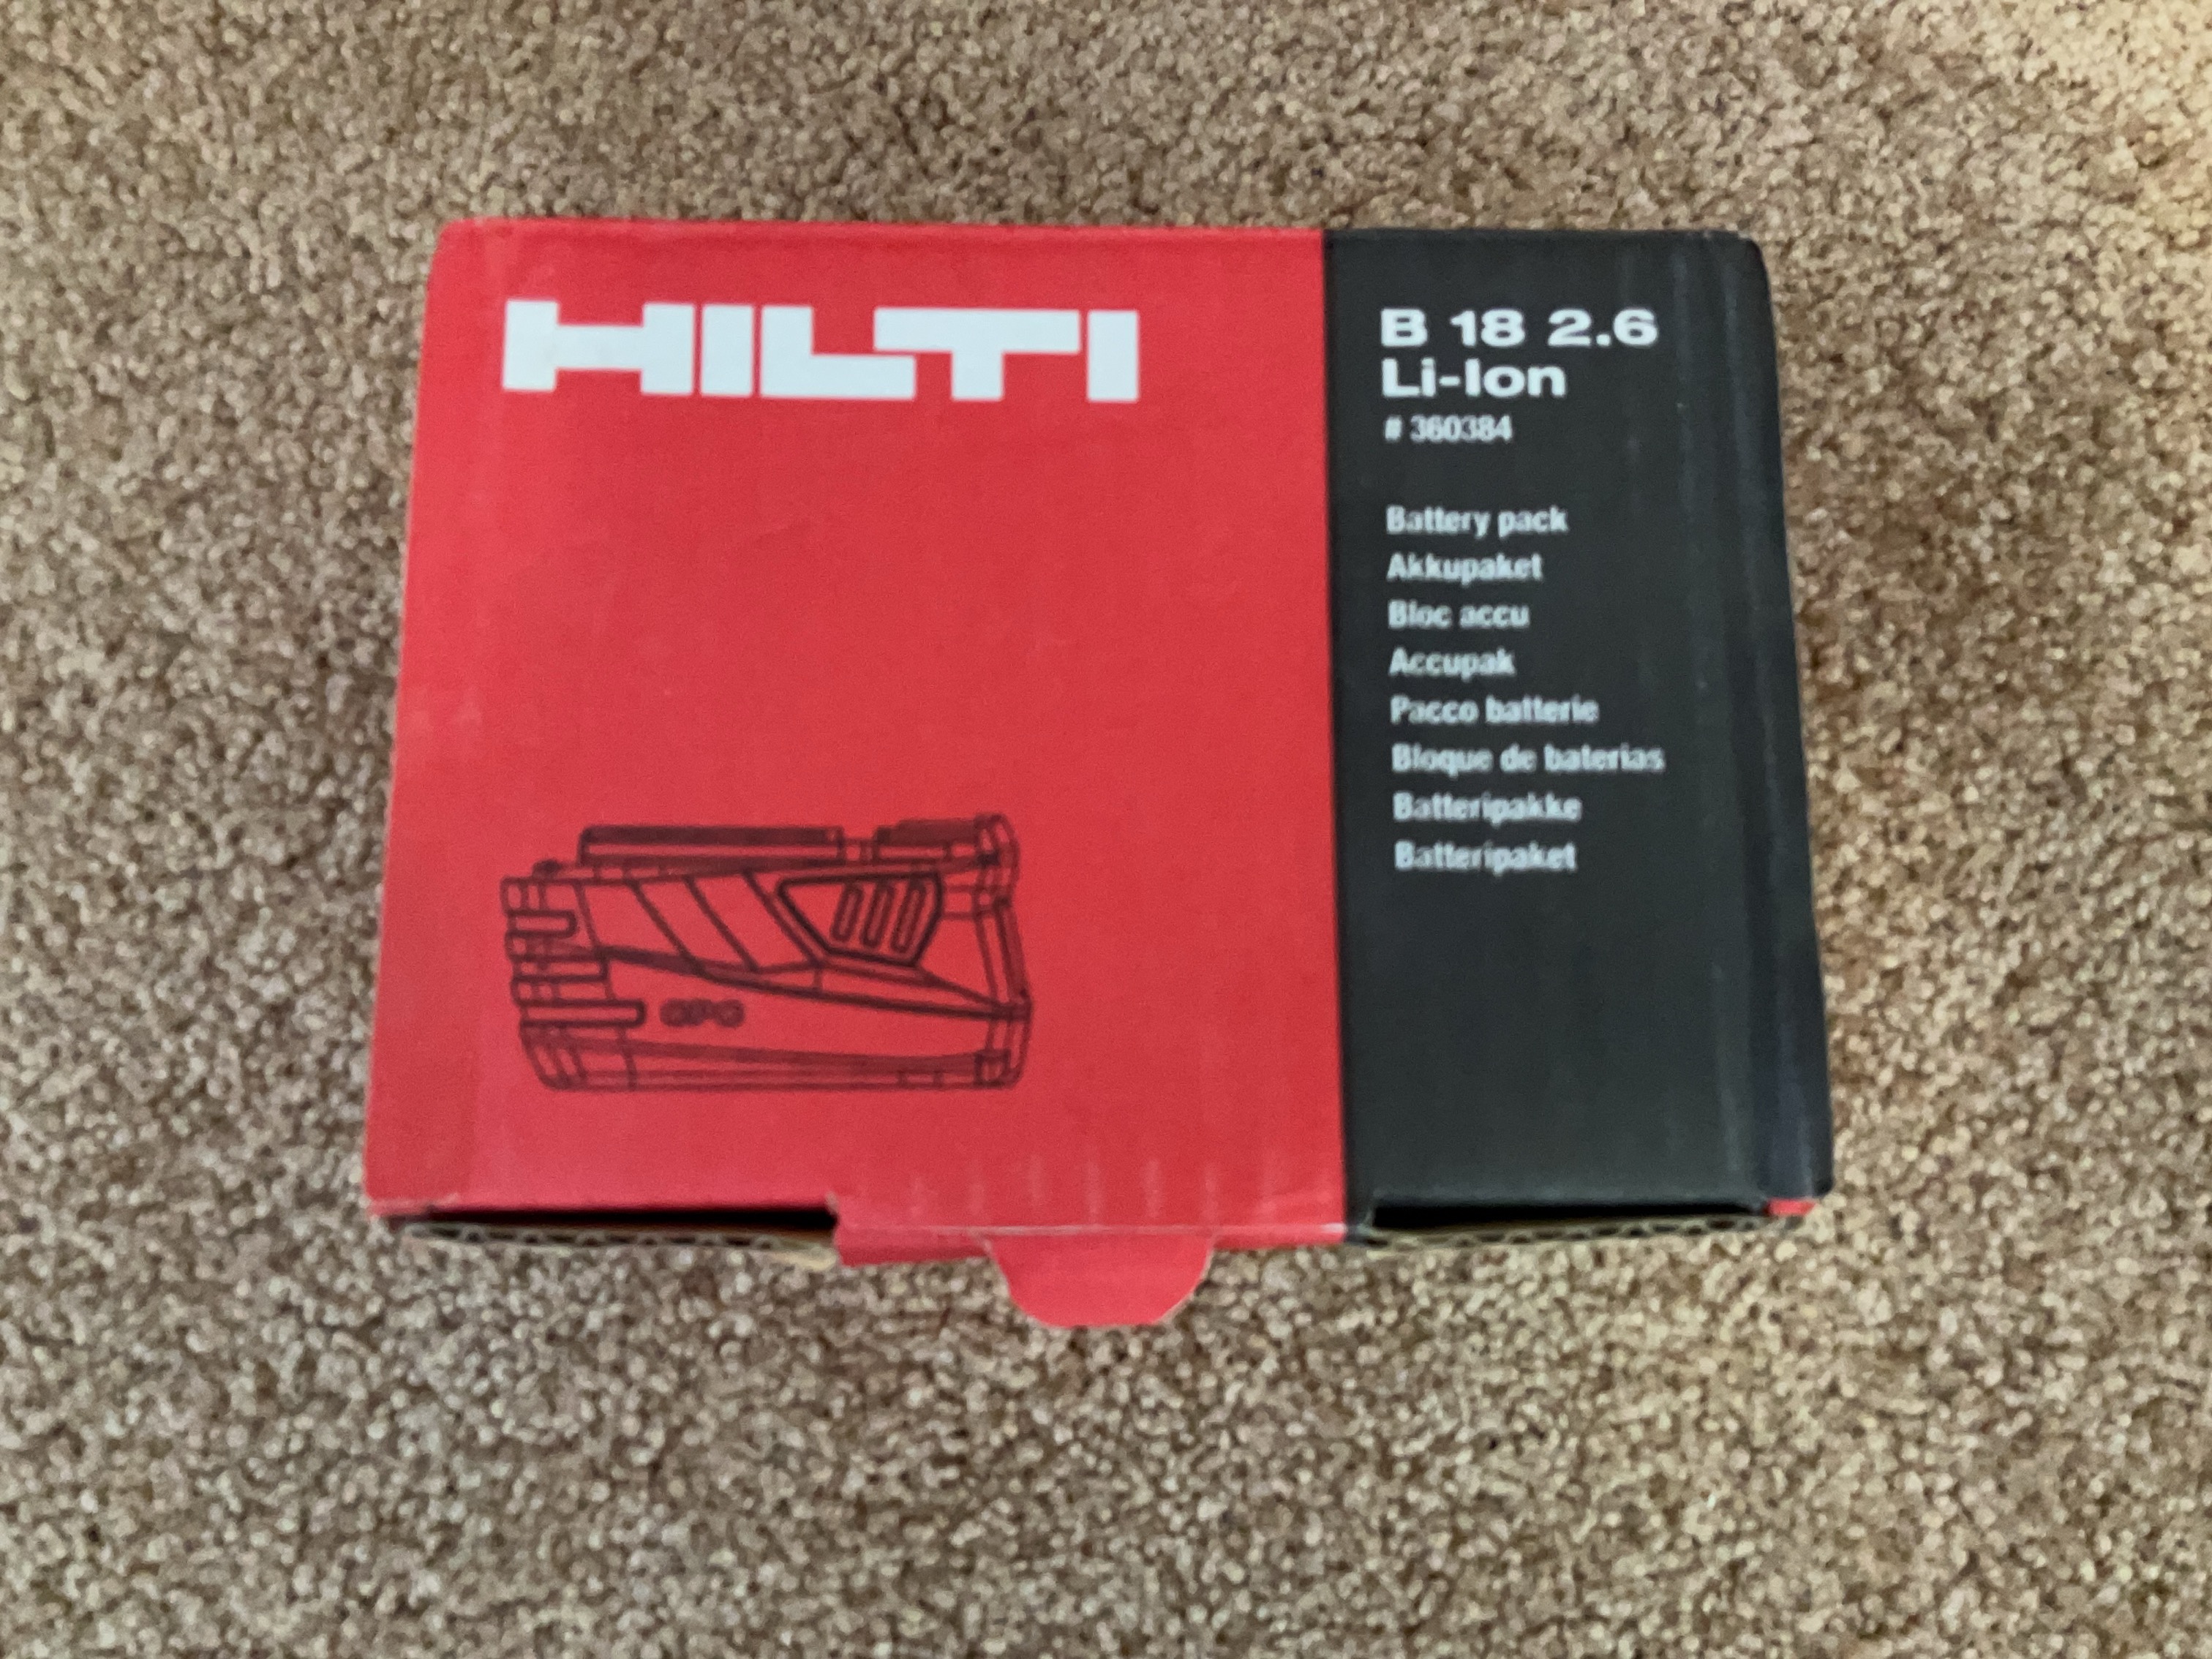 HILTI
B 18 2.6
Li-Ion
# 360384
Battery pack
Akkupaket
Bloc accu
Accupak
Pacco batterie
Bloque de baterias
Batteripakke
Batteripaket
CPC